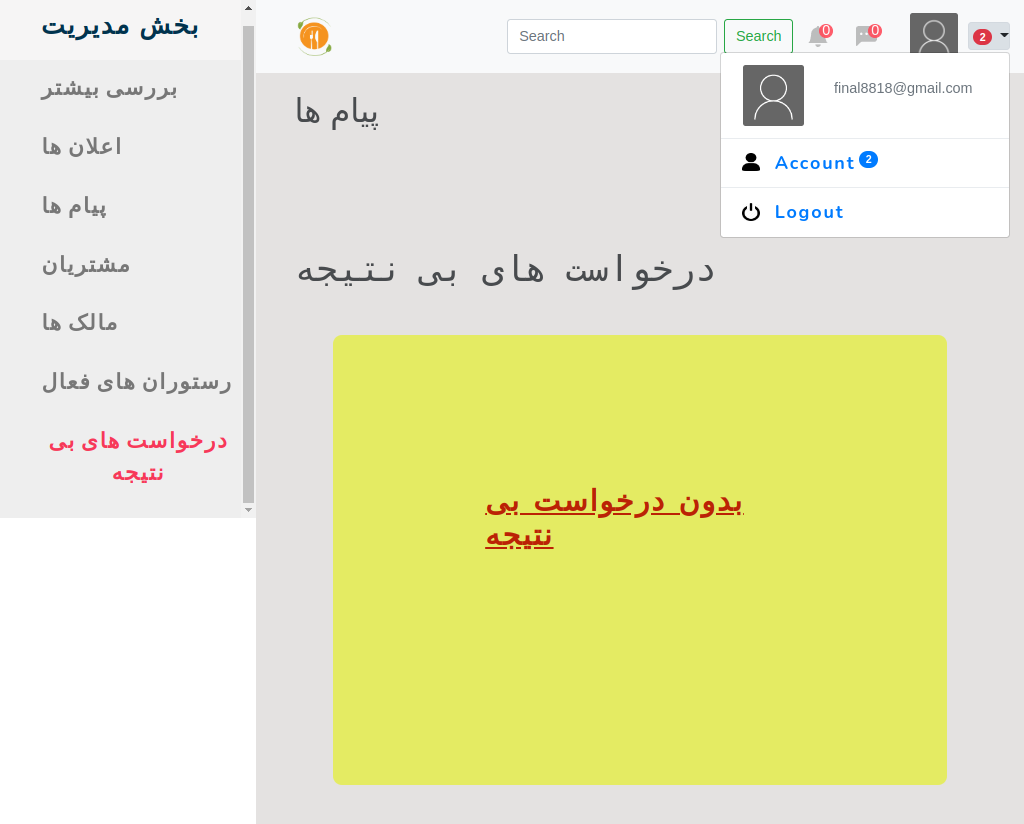 بخش مدیریت
بررسی بیشتر
اعلان ها
پیام ها
مشتریان
مالک ها
رستوران های فعال
درخواست های بی
نتیجه
Search
Search
0
0
2
final8818@gmail.com
Account 2
Logout
پیام ها
درخواست های بی نتیجه
بدون درخواست بی
نتیجه